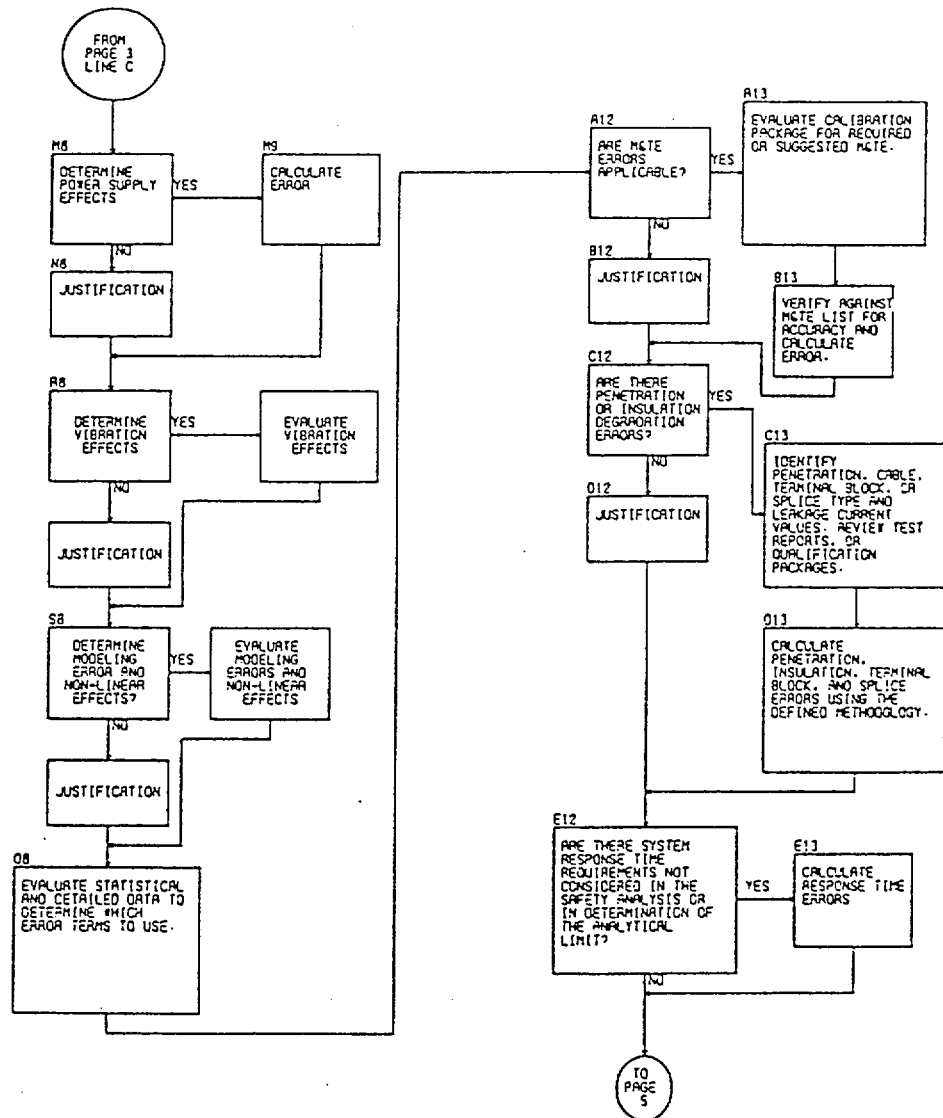 FROM
PAGE 3
LINE C
M8
DETERMINE
POWER SUPPLY
EFFECTS
YES
M9
CALCULATE
ERROR
NO
N8
JUSTIFICATION
R8
DETERMINE
VIBRATION
EFFECTS
YES
EVALUATE
VIBRATION
EFFECTS
NO
JUSTIFICATION
S8
DETERMINE
MODELING
ERROR AND
NON-LINEAR
EFFECTS?
YES
EVALUATE
MODELING
ERRORS AND
NON-LINEAR
EFFECTS
NO
JUSTIFICATION
O8
EVALUATE STATISTICAL
AND DETAILED DATA TO
DETERMINE WHICH
ERROR TERMS TO USE.
A12
ARE M&TE
ERRORS
APPLICABLE?
YES
A13
EVALUATE CALIBRATION
PACKAGE FOR REQUIRED
OR SUGGESTED M&TE.
NO
B12
JUSTIFICATION
B13
VERIFY AGAINST
M&TE LIST FOR
ACCURACY AND
CALCULATE
ERROR.
C12
ARE THERE
PENETRATION
OR INSULATION
DEGRADATION
ERRORS?
YES
NO
C13
IDENTIFY
PENETRATION, CABLE,
TERMINAL BLOCK, OR
SPLICE TYPE AND
LEAKAGE CURRENT
VALUES. REVIEW TEST
REPORTS, OR
QUALIFICATION
PACKAGES.
D12
JUSTIFICATION
D13
CALCULATE
PENETRATION,
INSULATION, TERMINAL
BLOCK, AND SPLICE
ERRORS USING THE
DEFINED METHODOLOGY.
E12
ARE THERE SYSTEM
RESPONSE TIME
REQUIREMENTS NOT
CONSIDERED IN THE
SAFETY ANALYSIS OR
IN DETERMINATION OF
THE ANALYTICAL
LIMIT?
YES
E13
CALCULATE
RESPONSE TIME
ERRORS
NO
TO
PAGE
5